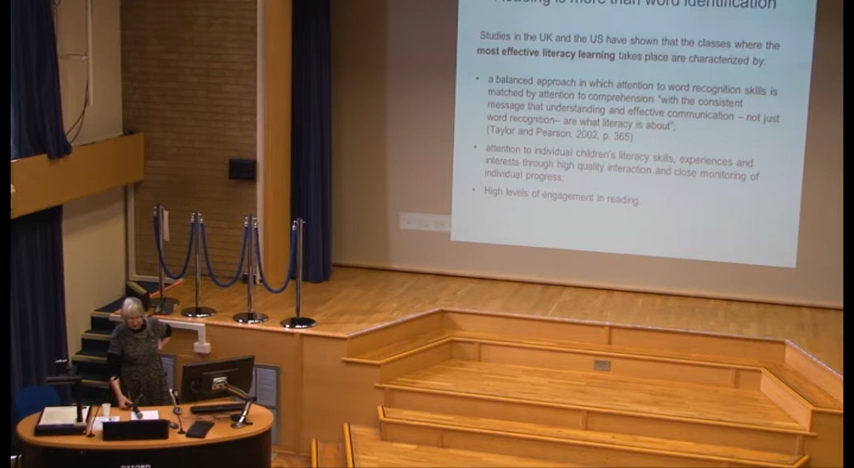 Reading is more than word identification
Studies in the UK and the US have shown that the classes where the
most effective literacy learning takes place are characterized by:
• a balanced approach in which attention to word recognition skills is
matched by attention to comprehension "with the consistent
message that understanding and effective communication – not just
word recognition– are what literacy is about";
(Taylor and Pearson, 2002, p. 365)
• attention to individual children's literacy skills, experiences and
interests through high quality interaction and close monitoring of
individual progress;
• High levels of engagement in reading.
OXFORD